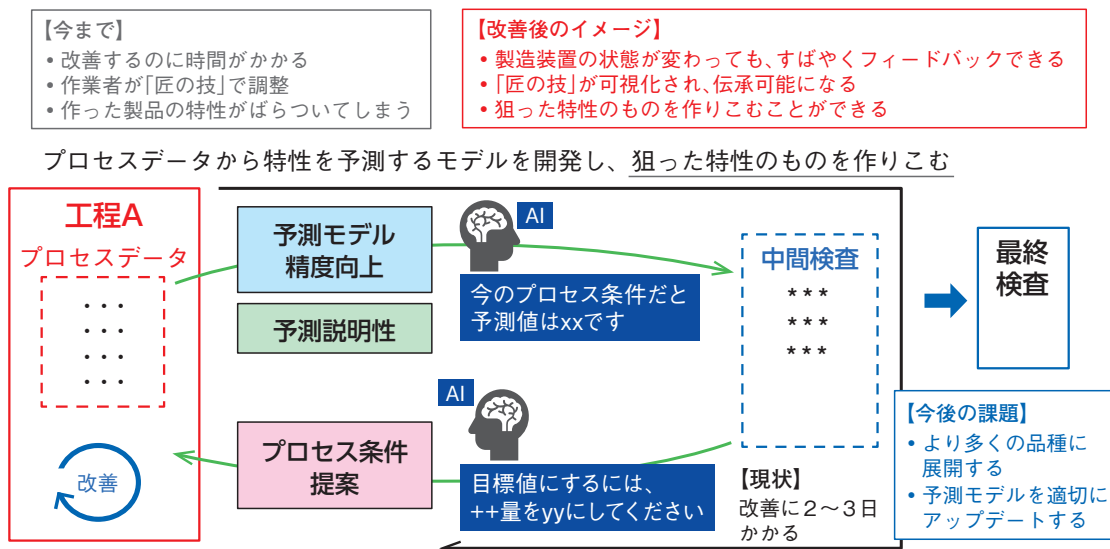 【今まで】
• 改善するのに時間がかかる
• 作業者が「匠の技」で調整
• 作った製品の特性がばらついてしまう
【改善後のイメージ】
• 製造装置の状態が変わっても、すばやくフィードバックできる
• 「匠の技」が可視化され、伝承可能になる
• 狙った特性のものを作りこむことができる
プロセスデータから特性を予測するモデルを開発し、狙った特性のものを作りこむ
工程A
プロセスデータ
・・・
・・・
・・・
・・・
改善
予測モデル
精度向上
予測説明性
AI
今のプロセス条件だと
予測値はxxです
プロセス条件
提案
AI
目標値にするには、
++量をyyにしてください
中間検査
***
***
***
【現状】
改善に2〜3日
かかる
最終
検査
【今後の課題】
• より多くの品種に
展開する
• 予測モデルを適切に
アップデートする